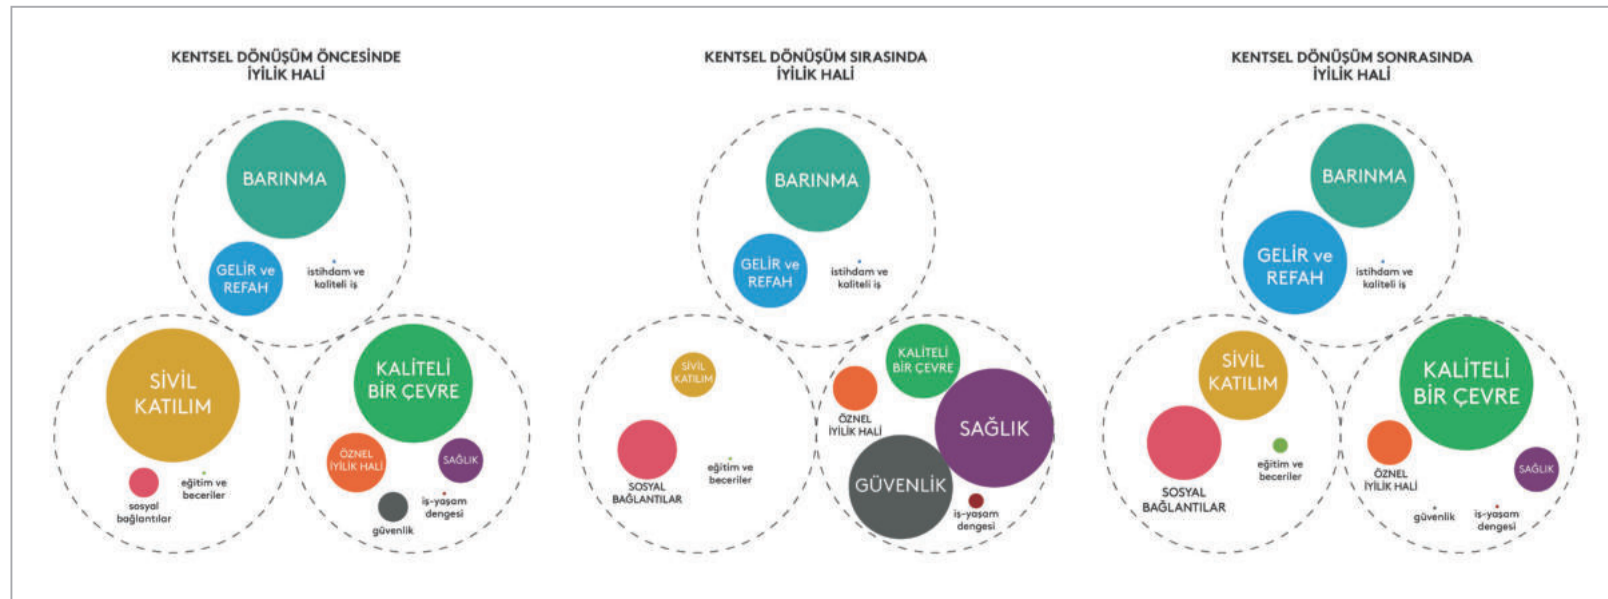 KENTSEL DÖNÜŞÜM ÖNCESİNDE
İYİLİK HALİ
BARINMA
GELİR ve
REFAH
istihdam ve
kaliteli iş
SİVİL
KATILIM
sosyal
bağlantılar
eğitim ve
beceriler
KALİTELİ
BİR ÇEVRE
ÖZNEL
İYİLİK HALİ
SAĞLIK
güvenlik
iş-yaşam
dengesi
KENTSEL DÖNÜŞÜM SIRASINDA
İYİLİK HALİ
BARINMA
GELİR ve
REFAH
istihdam ve
kaliteli iş
SİVİL
KATILIM
SOSYAL
BAĞLANTILAR
eğitim ve
beceriler
KALİTELİ
BİR ÇEVRE
ÖZNEL
İYİLİK HALİ
SAĞLIK
GÜVENLİK
iş-yaşam
dengesi
KENTSEL DÖNÜŞÜM SONRASINDA
İYİLİK HALİ
BARINMA
GELİR ve
REFAH
istihdam ve
kaliteli iş
SİVİL
KATILIM
SOSYAL
BAĞLANTILAR
eğitim ve
beceriler
KALİTELİ
BİR ÇEVRE
ÖZNEL
İYİLİK HALİ
SAĞLIK
güvenlik
iş-yaşam
dengesi